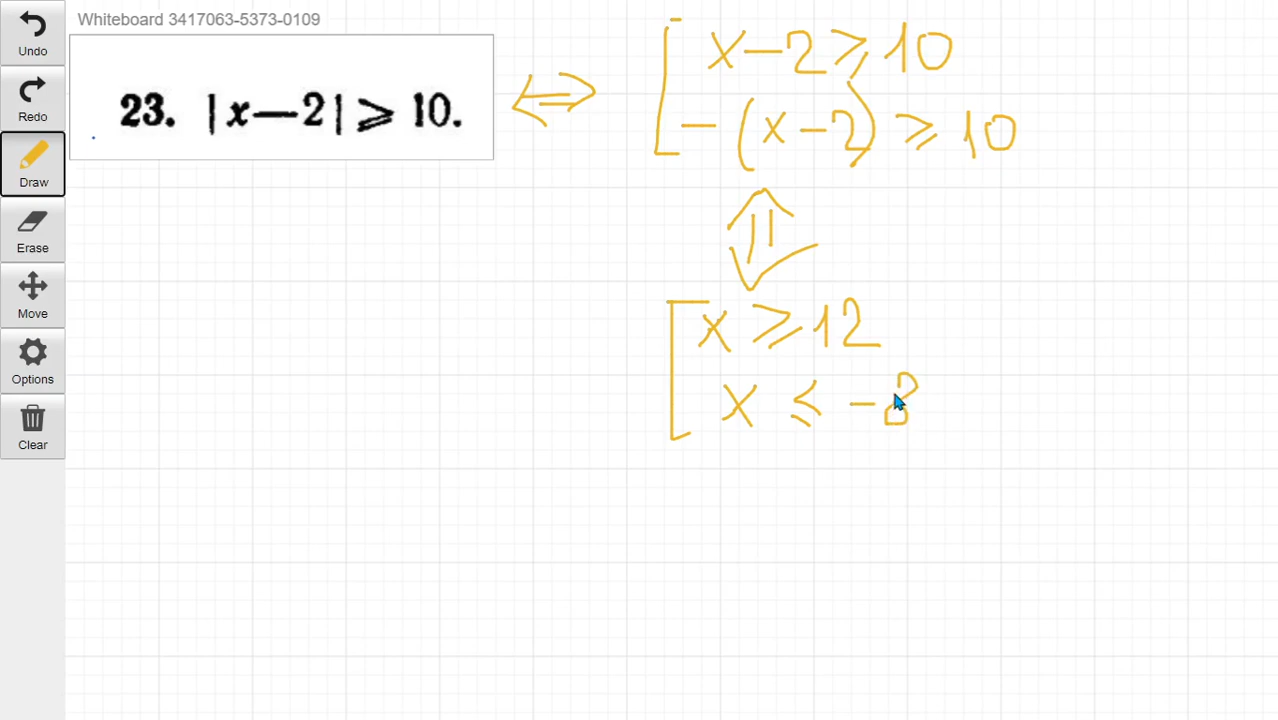 Whiteboard 3417063-5373-0109
Undo
Redo
Draw
Erase
Move
Options
Clear
23. |x—2| ⩾ 10.
⇔
x−2 ⩾ 10
−(x−2) ⩾ 10
⇕
x ⩾ 12
x ⩽ −8